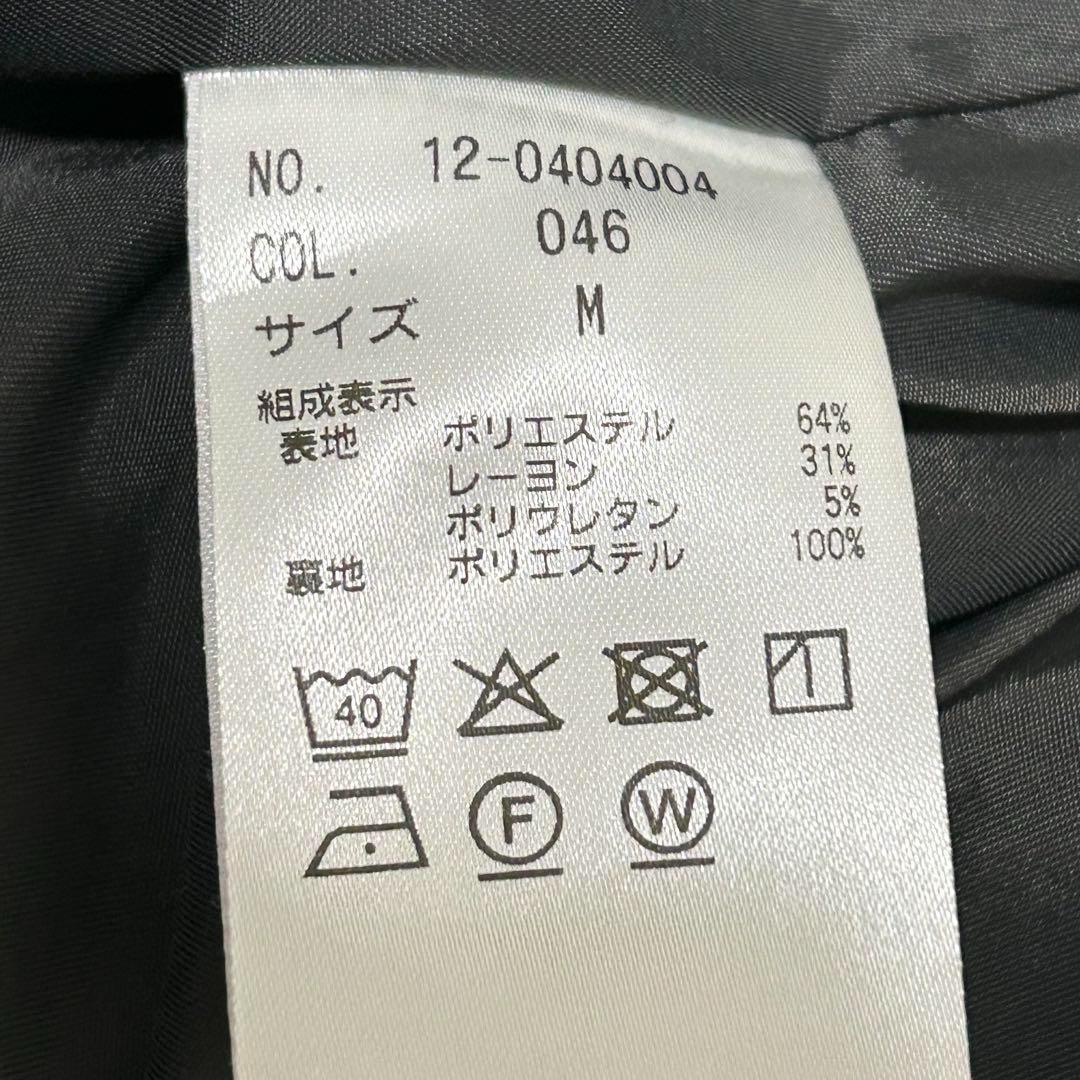 NO. 12-0404004
COL. 046
サイズ M
組成表示
表地 ポリエステル 64%
レーヨン 31%
ポリウレタン 5%
裏地 ポリエステル 100%
40
F W